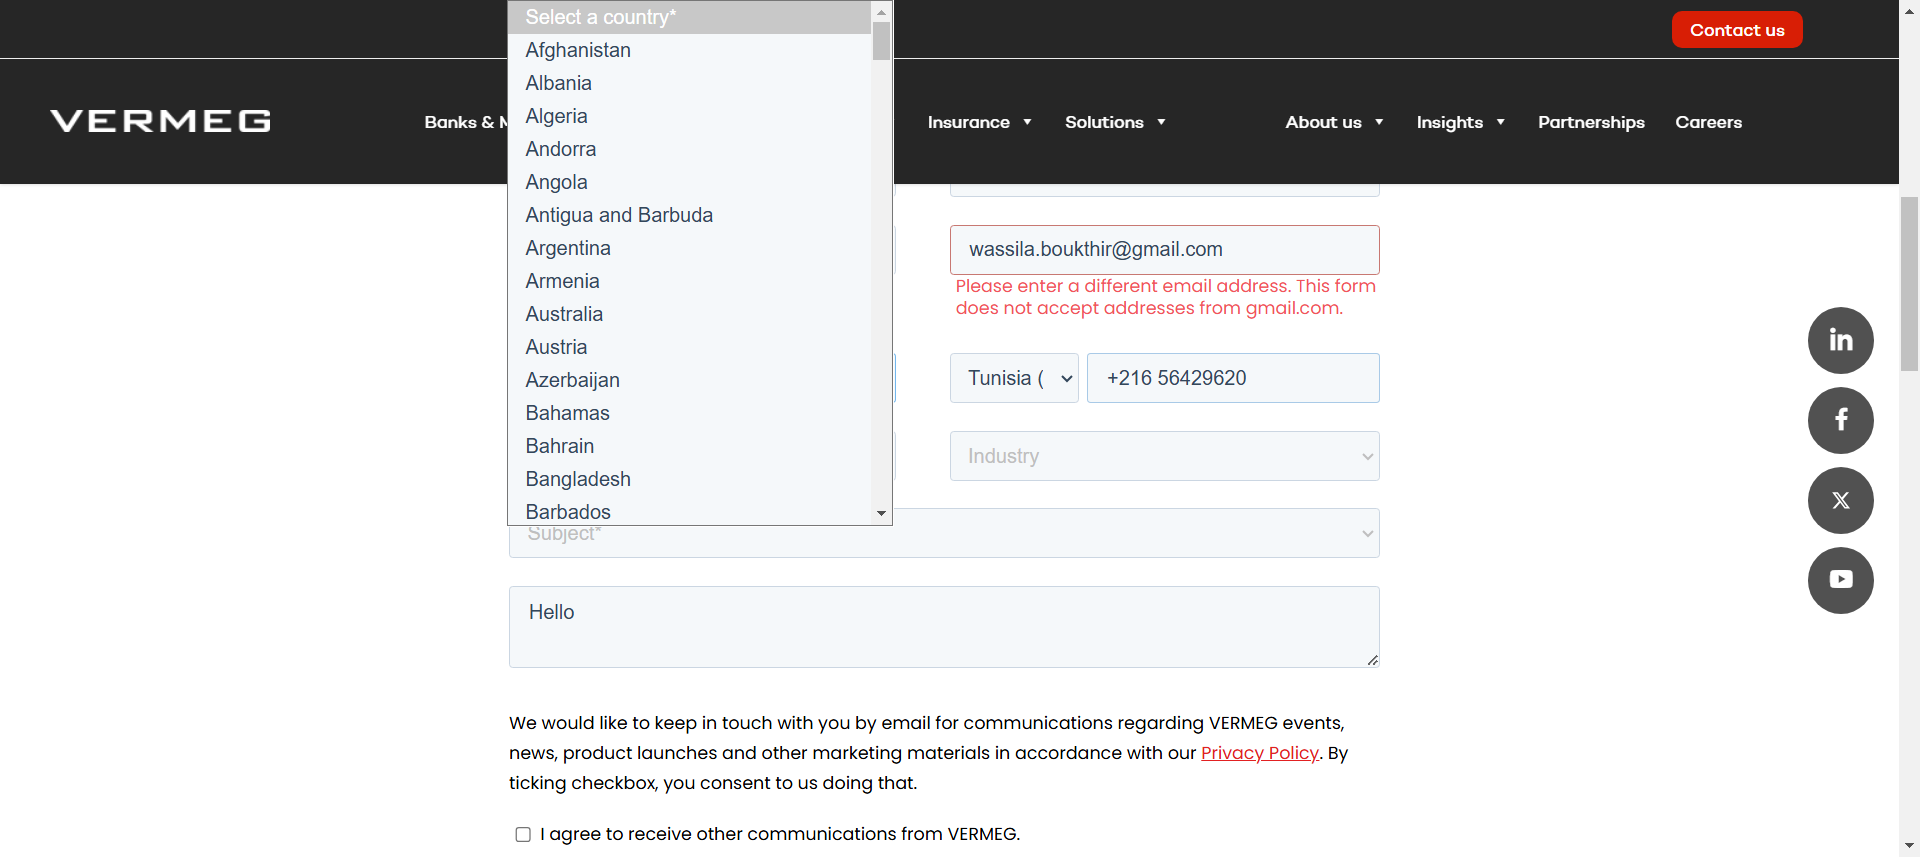 Contact us
VERMEG
Banks &
Insurance
Solutions
About us
Insights
Partnerships
Careers
Select a country*
Afghanistan
Albania
Algeria
Andorra
Angola
Antigua and Barbuda
Argentina
Armenia
Australia
Austria
Azerbaijan
Bahamas
Bahrain
Bangladesh
Barbados
wassila.boukthir@gmail.com
Please enter a different email address. This form
does not accept addresses from gmail.com.
Tunisia (
+216 56429620
Industry
Subject*
Hello
We would like to keep in touch with you by email for communications regarding VERMEG events,
news, product launches and other marketing materials in accordance with our Privacy Policy. By
ticking checkbox, you consent to us doing that.
I agree to receive other communications from VERMEG.